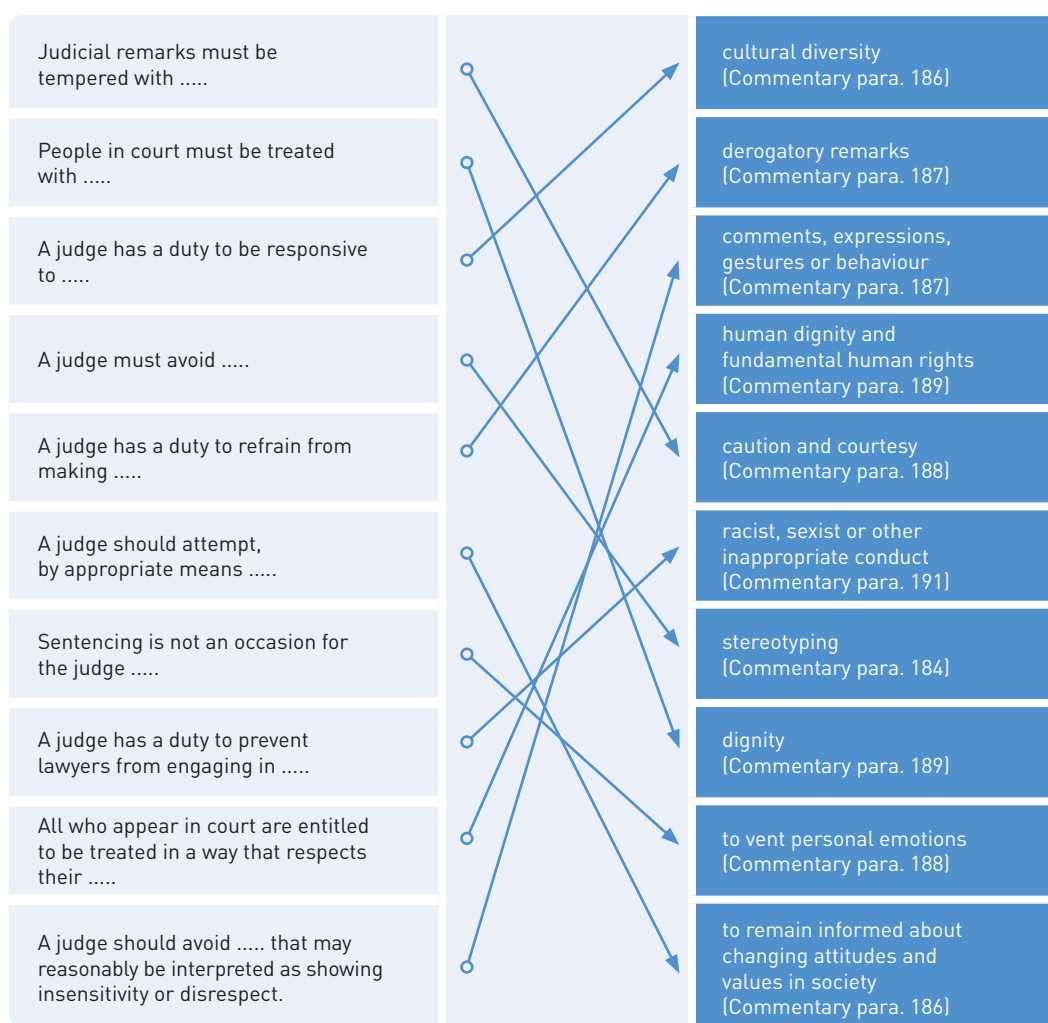 Judicial remarks must be
tempered with .....
cultural diversity
(Commentary para. 186)
People in court must be treated
with .....
derogatory remarks
(Commentary para. 187)
A judge has a duty to be responsive
to .....
comments, expressions,
gestures or behaviour
(Commentary para. 187)
A judge must avoid .....
human dignity and
fundamental human rights
(Commentary para. 189)
A judge has a duty to refrain from
making .....
caution and courtesy
(Commentary para. 188)
A judge should attempt,
by appropriate means .....
racist, sexist or other
inappropriate conduct
(Commentary para. 191)
Sentencing is not an occasion for
the judge .....
stereotyping
(Commentary para. 184)
A judge has a duty to prevent
lawyers from engaging in .....
dignity
(Commentary para. 189)
All who appear in court are entitled
to be treated in a way that respects
their .....
to vent personal emotions
(Commentary para. 188)
A judge should avoid ..... that may
reasonably be interpreted as showing
insensitivity or disrespect.
to remain informed about
changing attitudes and
values in society
(Commentary para. 186)